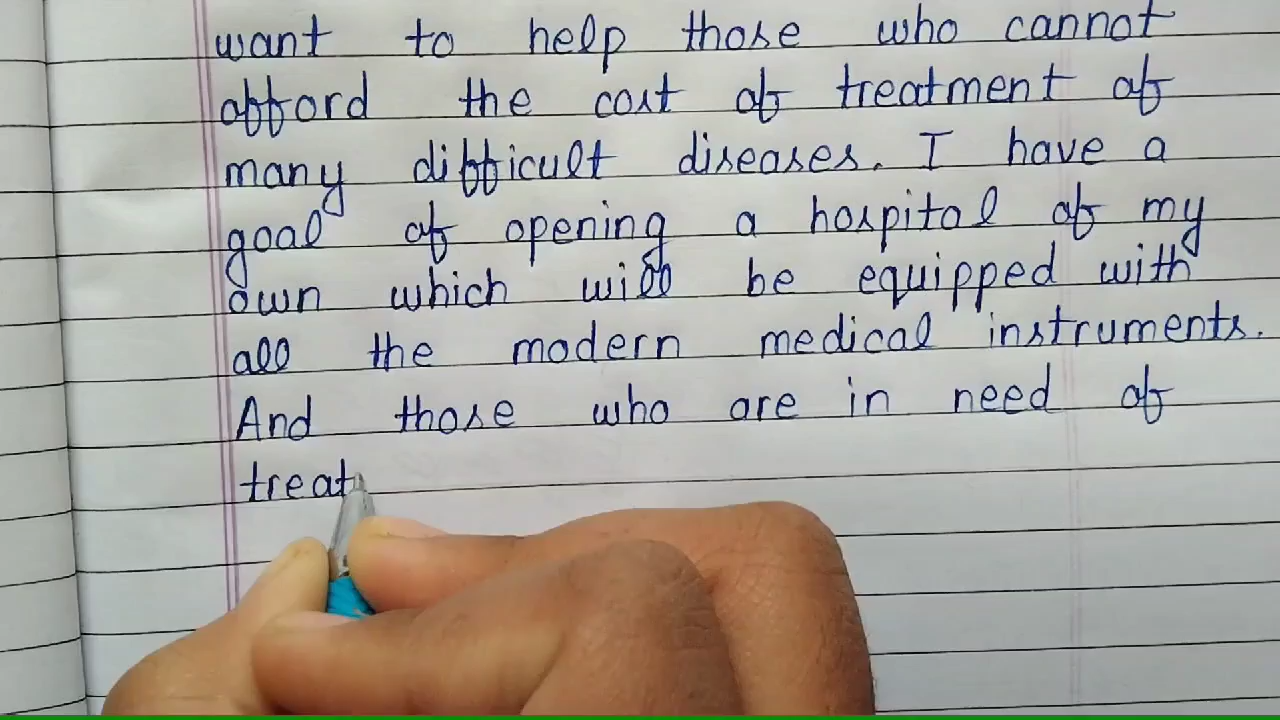 want to help those who cannot
afford the cost of treatment of
many difficult diseases. I have a
goal of opening a hospital of my
own which will be equipped with
all the modern medical instruments.
And those who are in need of
treat